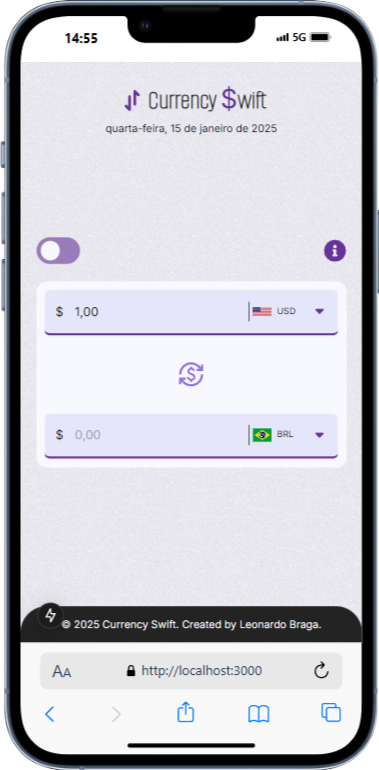 14:55
5G
Currency $wift
quarta-feira, 15 de janeiro de 2025
i
$ 1,00 USD
$
$ 0,00 BRL
© 2025 Currency Swift. Created by Leonardo Braga.
AA http://localhost:3000